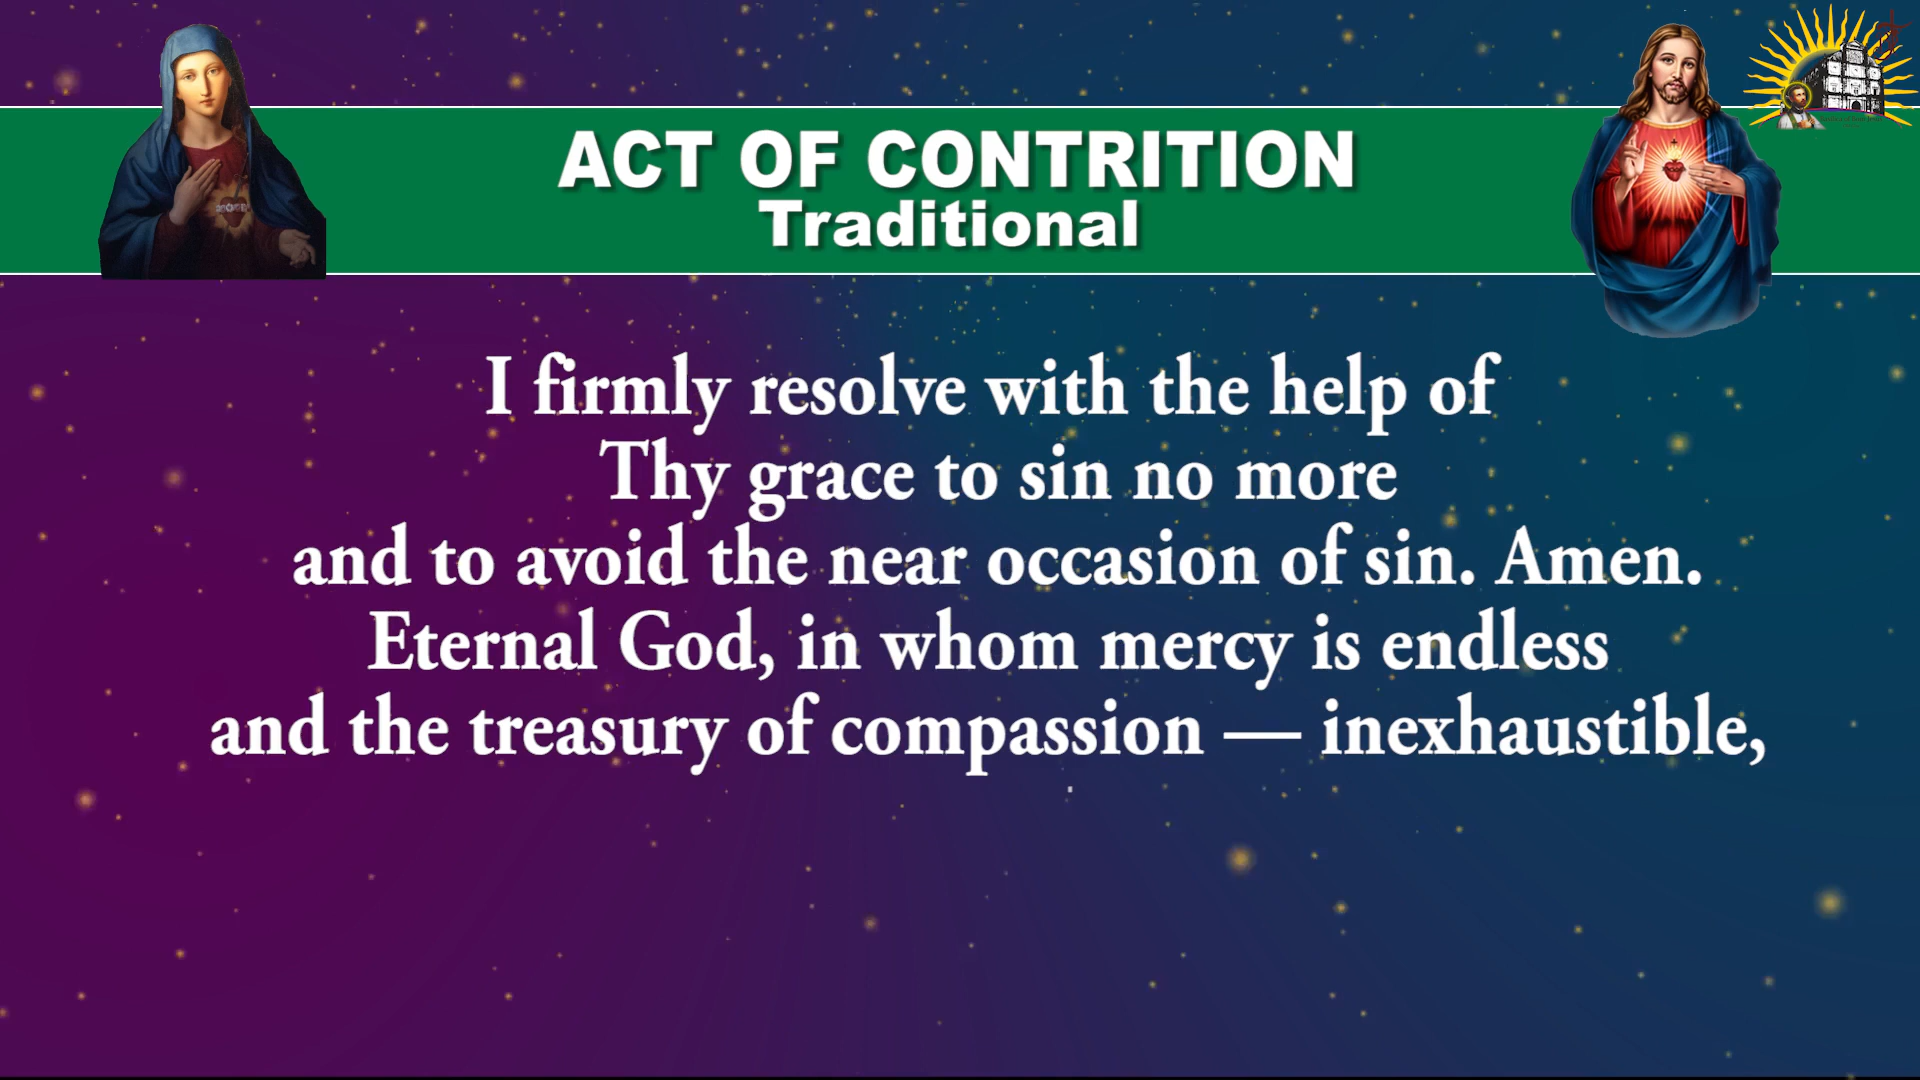 ACT OF CONTRITION
Traditional
I firmly resolve with the help of
Thy grace to sin no more
and to avoid the near occasion of sin. Amen.
Eternal God, in whom mercy is endless
and the treasury of compassion — inexhaustible,